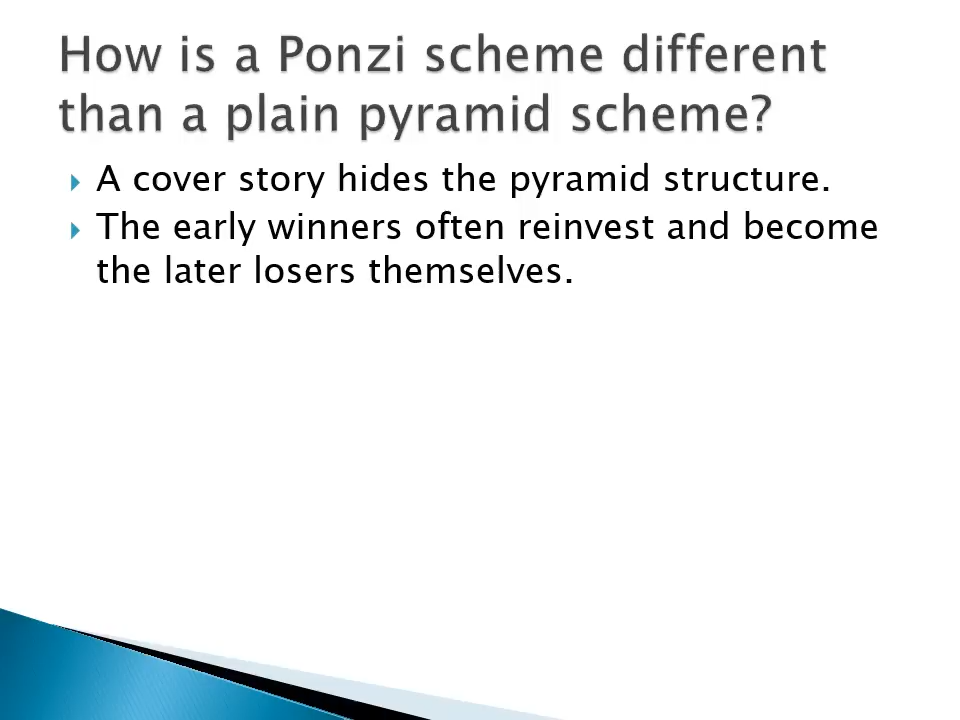 How is a Ponzi scheme different
than a plain pyramid scheme?
A cover story hides the pyramid structure.
The early winners often reinvest and become
the later losers themselves.